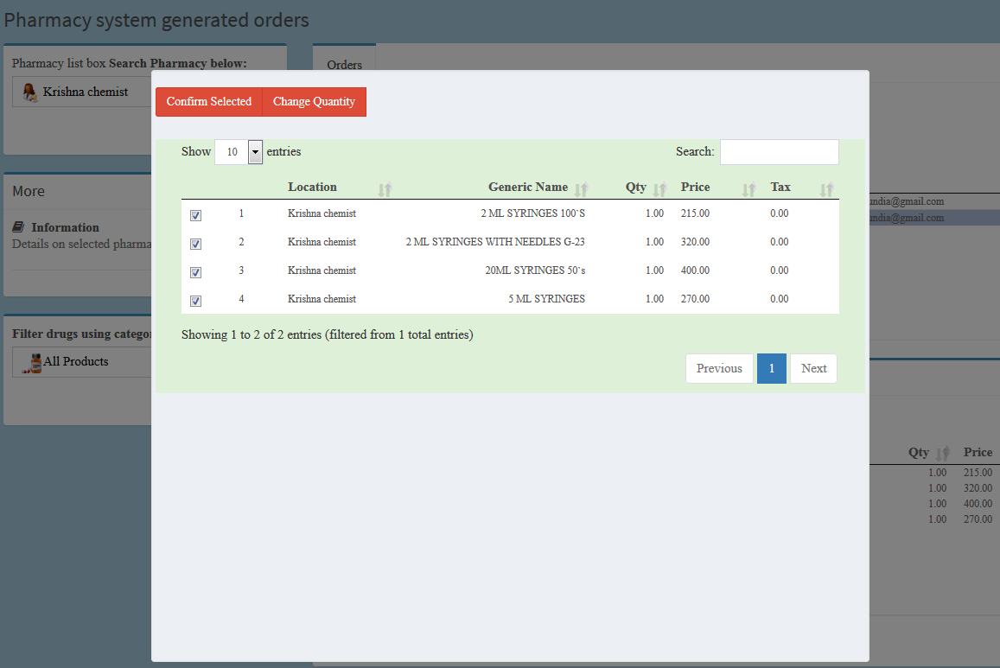 Pharmacy system generated orders
Pharmacy list box Search Pharmacy below:
Krishna chemist
Orders
More
Information
Details on selected pharma
Filter drugs using catego
All Products
Confirm Selected Change Quantity
Show 10 entries Search:
Location Generic Name Qty Price Tax
1 Krishna chemist 2 ML SYRINGES 100`S 1.00 215.00 0.00
2 Krishna chemist 2 ML SYRINGES WITH NEEDLES G-23 1.00 320.00 0.00
3 Krishna chemist 20ML SYRINGES 50`s 1.00 400.00 0.00
4 Krishna chemist 5 ML SYRINGES 1.00 270.00 0.00
Showing 1 to 2 of 2 entries (filtered from 1 total entries)
Previous 1 Next
undia@gmail.com
undia@gmail.com
Qty Price
1.00 215.00
1.00 320.00
1.00 400.00
1.00 270.00